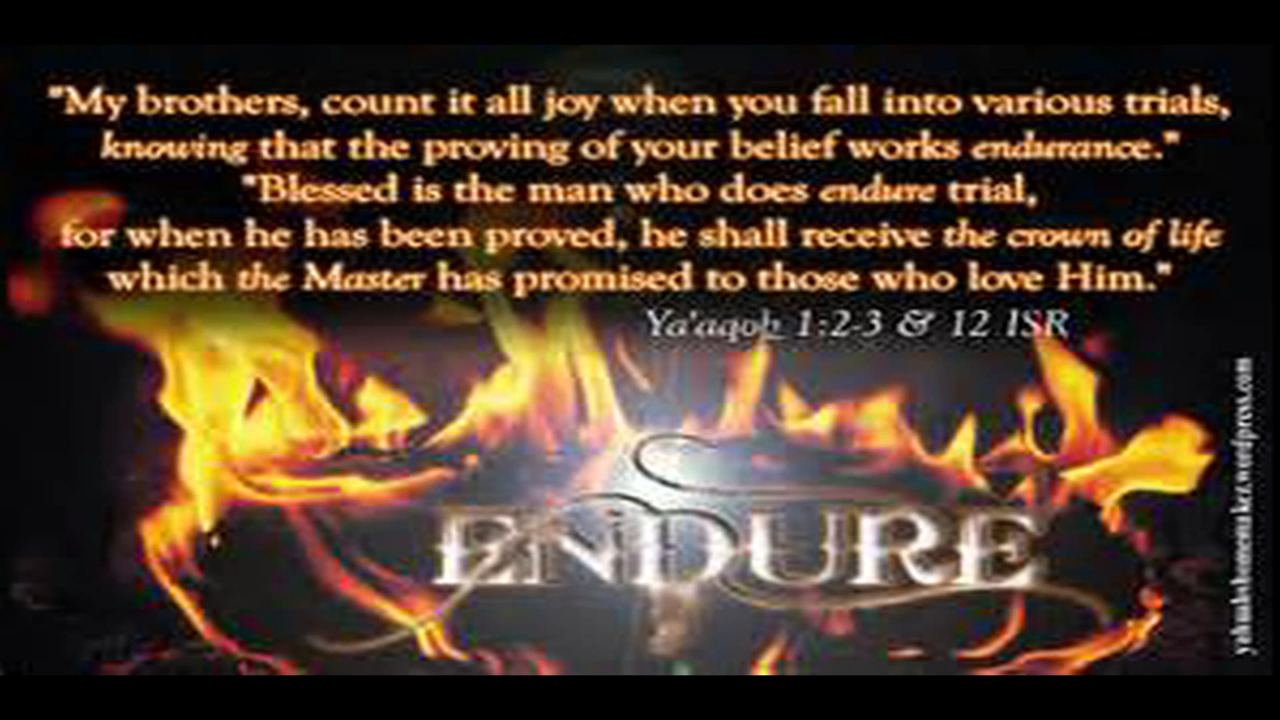 "My brothers, count it all joy when you fall into various trials,
knowing that the proving of your belief works endurance."
"Blessed is the man who does endure trial,
for when he has been proved, he shall receive the crown of life
which the Master has promised to those who love Him."
Ya'aqob 1:2-3 & 12 ISR
ENDURE